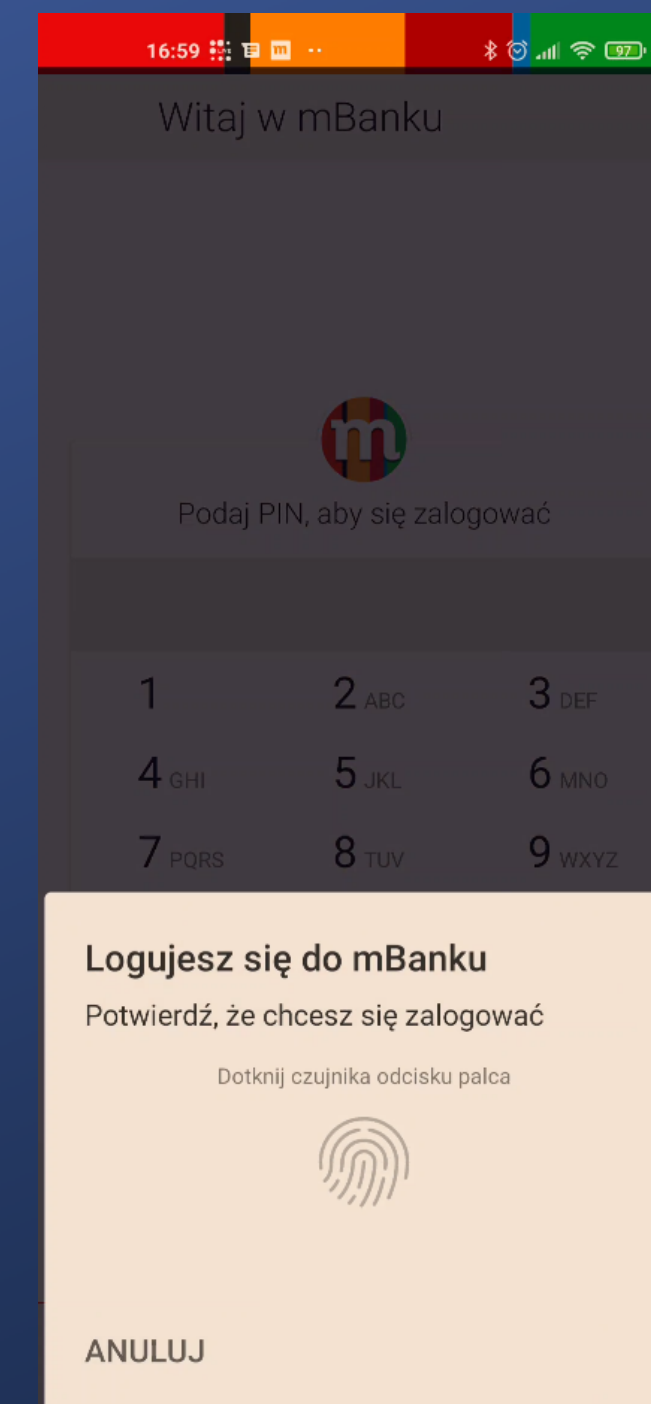 16:59 97
Witaj w mBanku
m
Podaj PIN, aby się zalogować
1 2 ABC 3 DEF
4 GHI 5 JKL 6 MNO
7 PQRS 8 TUV 9 WXYZ
Logujesz się do mBanku
Potwierdź, że chcesz się zalogować
Dotknij czujnika odcisku palca
ANULUJ